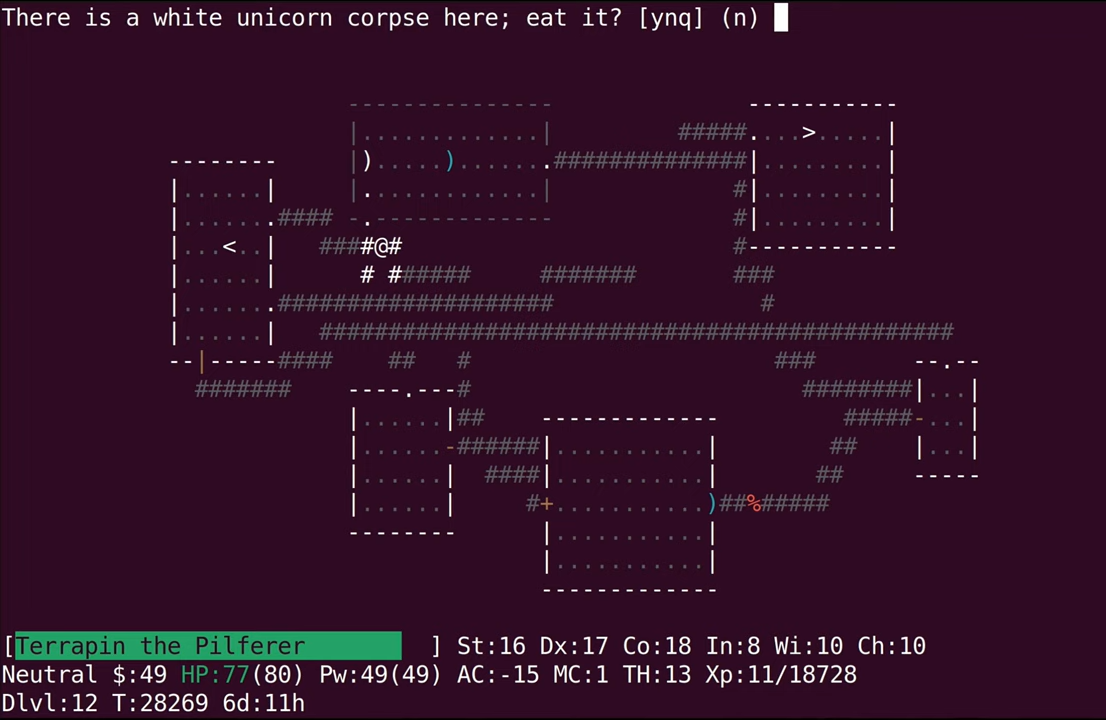 There is a white unicorn corpse here; eat it? [ynq] (n)
--------------- -----------
|............| #####....>.....|
-------- |).....).......##############|.........|
|......| |............| #|.........|
|.......#### -.------------- #|.........|
|...<..| ####@# #-----------
|......| # ###### ####### ###
|.......#################### #
|......| ##############################################
--|-----#### ## # ### --.--
####### ----.---# ########|...|
|......|## ------------- #####-...|
|......-######|...........| ## |...|
|......| ####|...........| ## -----
|......| #+...........)##%#####
-------- |...........|
|...........|
-------------
[Terrapin the Pilferer ] St:16 Dx:17 Co:18 In:8 Wi:10 Ch:10
Neutral $:49 HP:77(80) Pw:49(49) AC:-15 MC:1 TH:13 Xp:11/18728
Dlvl:12 T:28269 6d:11h